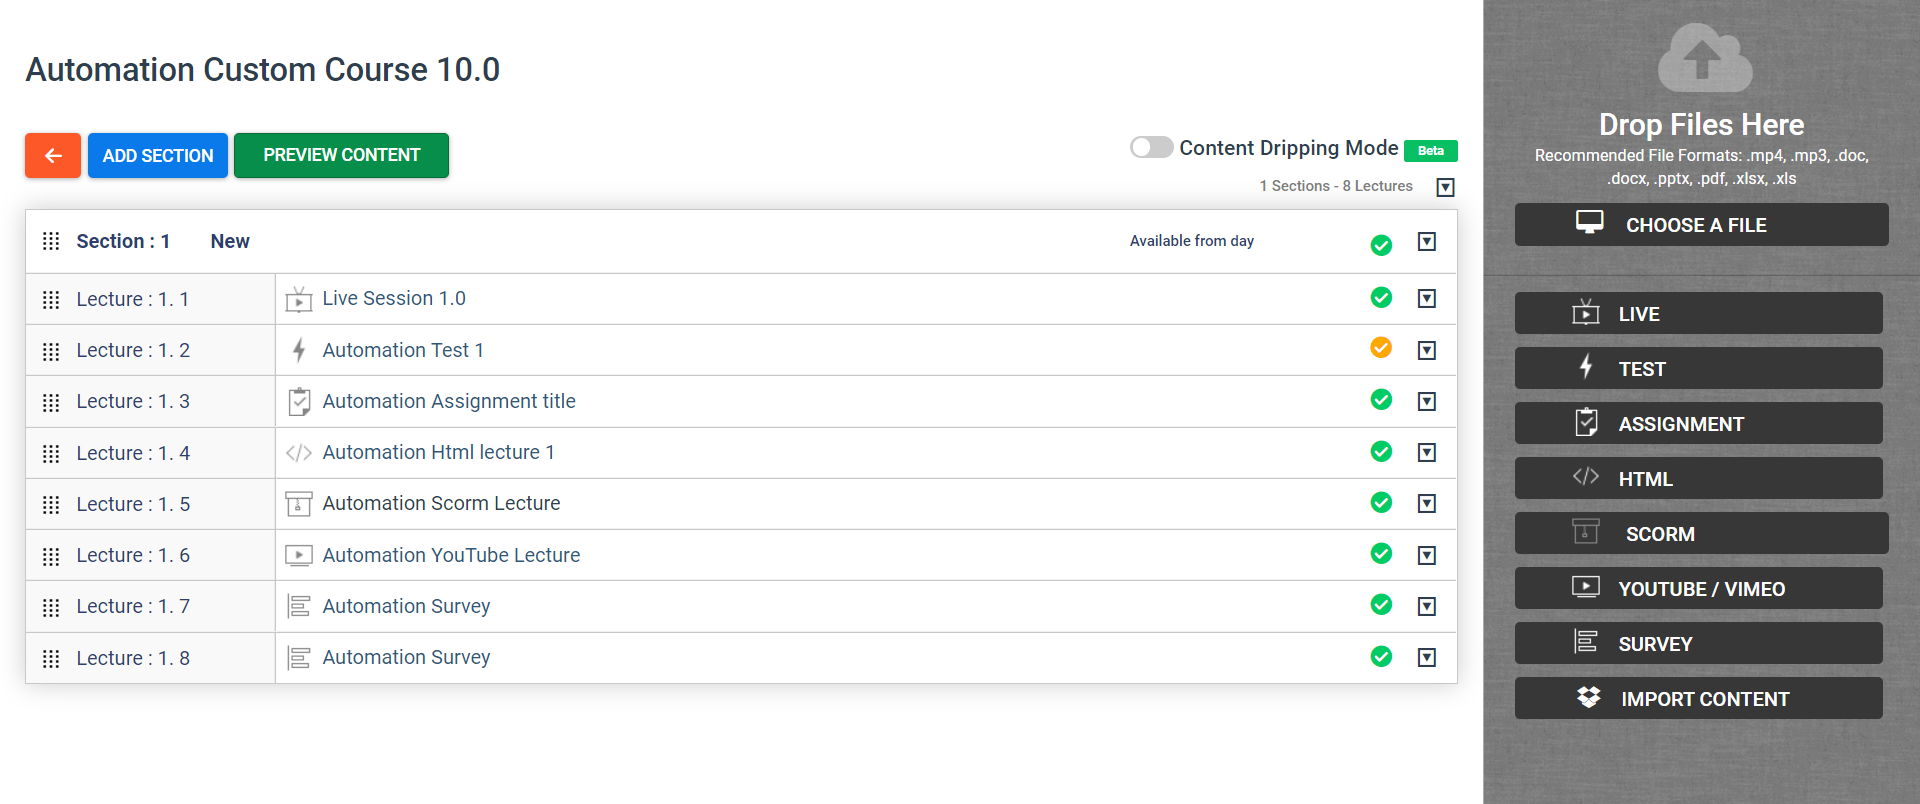 Automation Custom Course 10.0
ADD SECTION
PREVIEW CONTENT
Content Dripping Mode Beta
1 Sections - 8 Lectures
Section : 1 New Available from day
Lecture : 1. 1 Live Session 1.0
Lecture : 1. 2 Automation Test 1
Lecture : 1. 3 Automation Assignment title
Lecture : 1. 4 Automation Html lecture 1
Lecture : 1. 5 Automation Scorm Lecture
Lecture : 1. 6 Automation YouTube Lecture
Lecture : 1. 7 Automation Survey
Lecture : 1. 8 Automation Survey
Drop Files Here
Recommended File Formats: .mp4, .mp3, .doc,
.docx, .pptx, .pdf, .xlsx, .xls
CHOOSE A FILE
LIVE
TEST
ASSIGNMENT
HTML
SCORM
YOUTUBE / VIMEO
SURVEY
IMPORT CONTENT